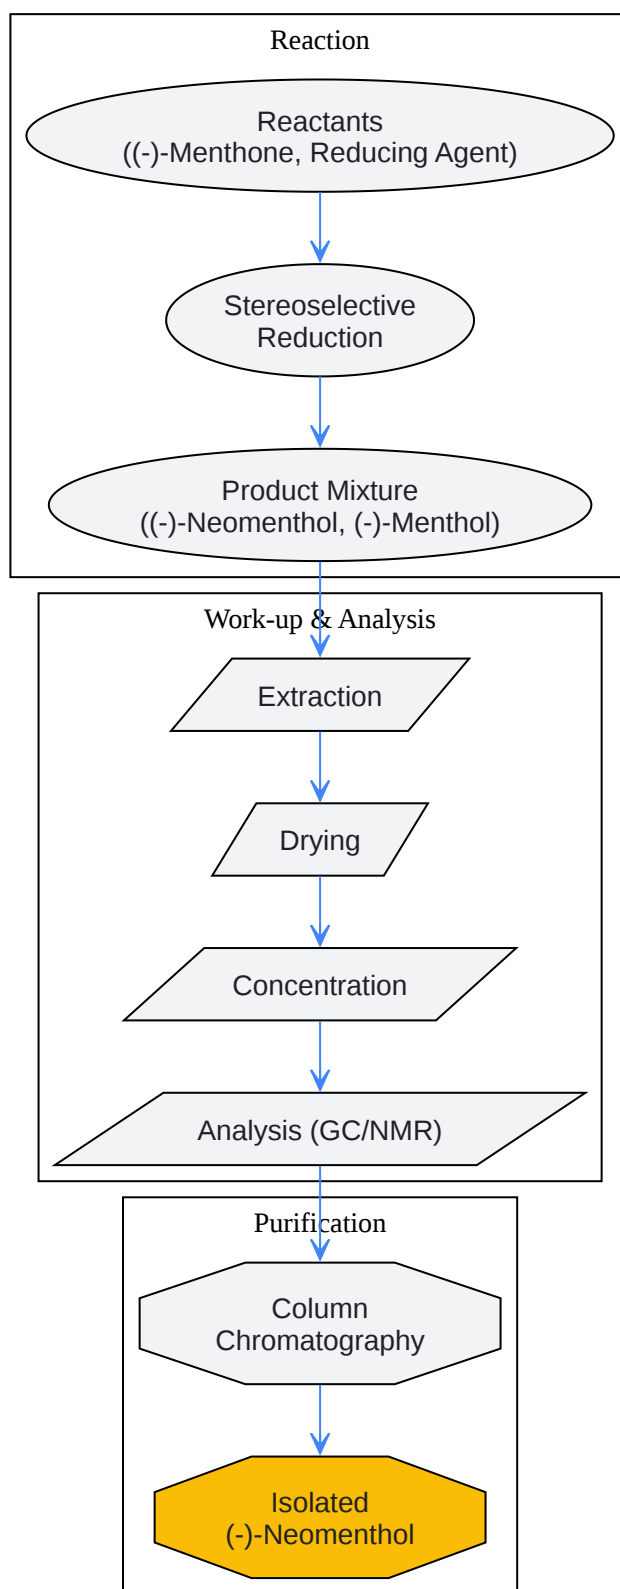 Reaction
Reactants
((-)-Menthone, Reducing Agent)
Stereoselective
Reduction
Product Mixture
((-)-Neomenthol, (-)-Menthol)
Work-up & Analysis
Extraction
Drying
Concentration
Analysis (GC/NMR)
Purification
Column
Chromatography
Isolated
(-)-Neomenthol